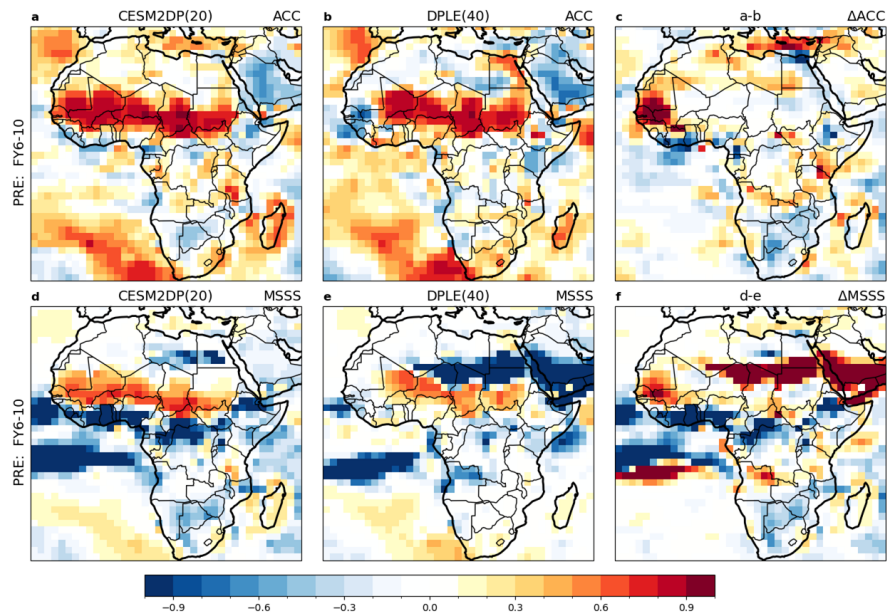 a CESM2DP(20) ACC
b DPLE(40) ACC
c a-b ΔACC
PRE: FY6-10
d CESM2DP(20) MSSS
e DPLE(40) MSSS
f d-e ΔMSSS
PRE: FY6-10
−0.9 −0.6 −0.3 0.0 0.3 0.6 0.9